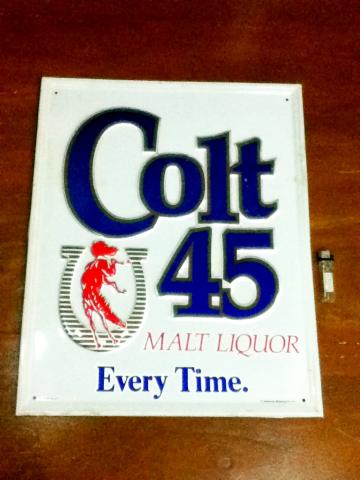 Colt
45
MALT LIQUOR
Every Time.